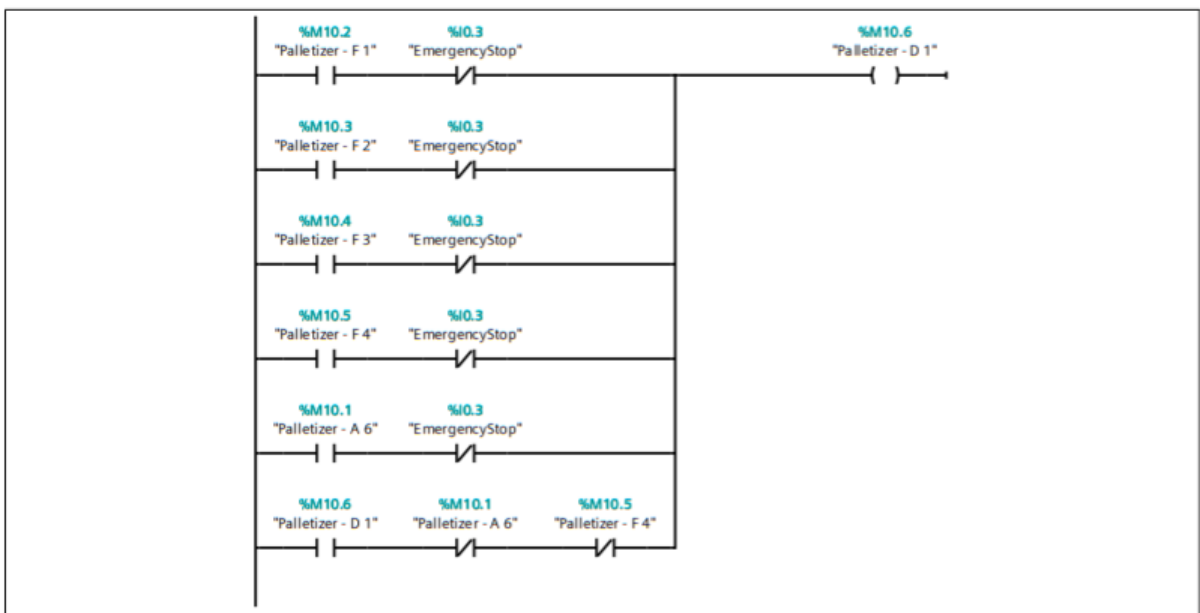 %M10.2 %I0.3 %M10.6
"Palletizer - F 1" "EmergencyStop" "Palletizer - D 1"
%M10.3 %I0.3
"Palletizer - F 2" "EmergencyStop"
%M10.4 %I0.3
"Palletizer - F 3" "EmergencyStop"
%M10.5 %I0.3
"Palletizer - F 4" "EmergencyStop"
%M10.1 %I0.3
"Palletizer - A 6" "EmergencyStop"
%M10.6 %M10.1 %M10.5
"Palletizer - D 1" "Palletizer - A 6" "Palletizer - F 4"